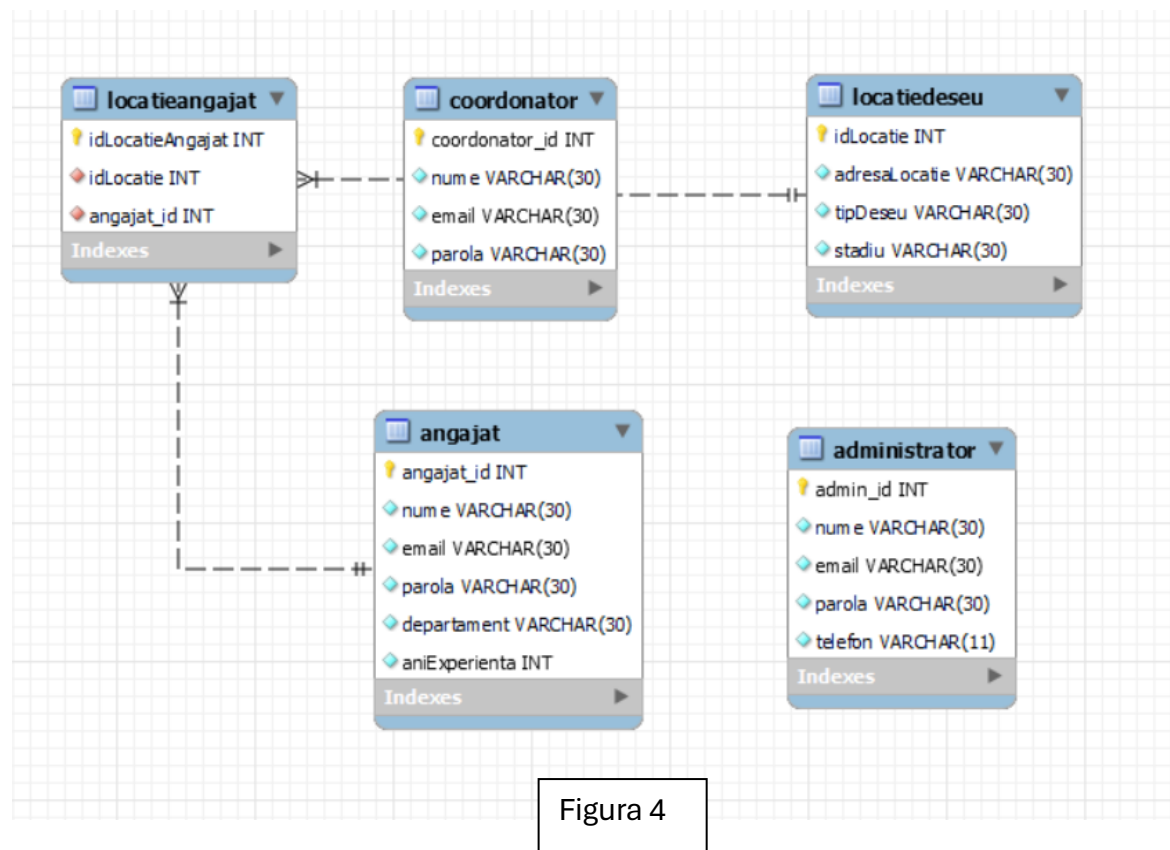 locatieangajat
idLocatieAngajat INT
idLocatie INT
angajat_id INT
Indexes
coordonator
coordonator_id INT
nume VARCHAR(30)
email VARCHAR(30)
parola VARCHAR(30)
Indexes
locatiedeseu
idLocatie INT
adresaLocatie VARCHAR(30)
tipDeseu VARCHAR(30)
stadiu VARCHAR(30)
Indexes
angajat
angajat_id INT
nume VARCHAR(30)
email VARCHAR(30)
parola VARCHAR(30)
departament VARCHAR(30)
aniExperienta INT
Indexes
administrator
admin_id INT
nume VARCHAR(30)
email VARCHAR(30)
parola VARCHAR(30)
telefon VARCHAR(11)
Indexes
Figura 4